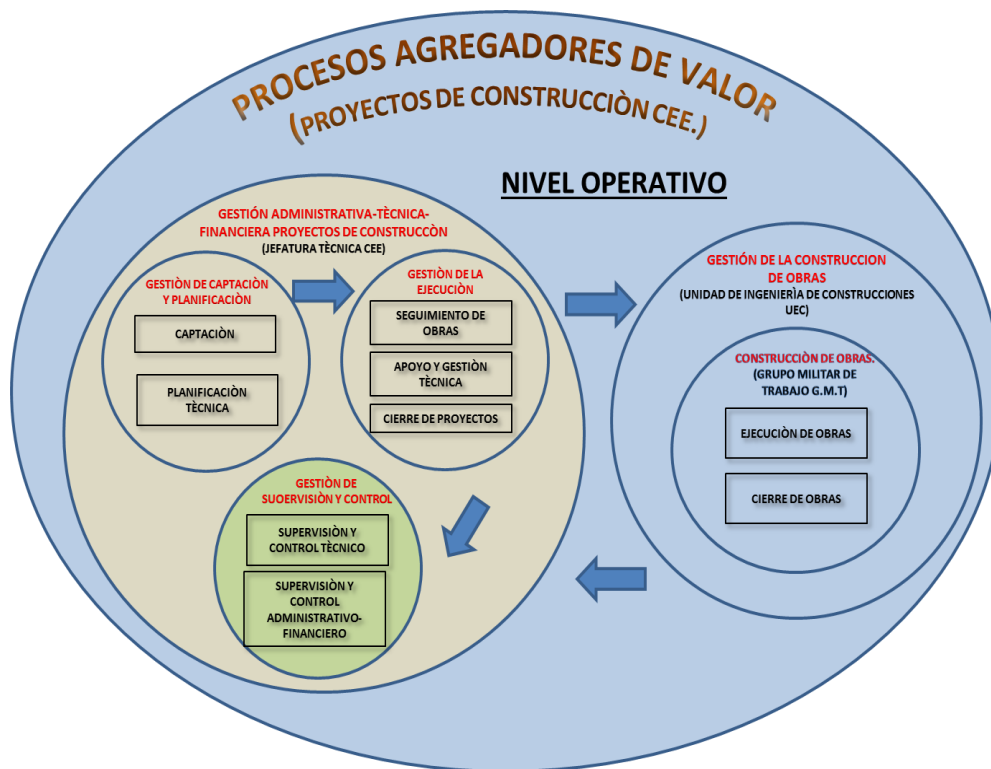 PROCESOS AGREGADORES DE VALOR
(PROYECTOS DE CONSTRUCCIÒN CEE.)
NIVEL OPERATIVO
GESTIÓN ADMINISTRATIVA-TÈCNICA-
FINANCIERA PROYECTOS DE CONSTRUCCÒN
(JEFATURA TÈCNICA CEE)
GESTIÒN DE CAPTACIÒN
Y PLANIFICACIÒN
CAPTACIÒN
PLANIFICACIÒN
TÈCNICA
GESTIÒN DE LA
EJECUCIÒN
SEGUIMIENTO DE
OBRAS
APOYO Y GESTIÒN
TÈCNICA
CIERRE DE PROYECTOS
GESTIÒN DE
SUOERVISIÒN Y CONTROL
SUPERVISIÒN Y
CONTROL TÈCNICO
SUPERVISIÒN Y
CONTROL
ADMINISTRATIVO-
FINANCIERO
GESTIÓN DE LA CONSTRUCCION
DE OBRAS
(UNIDAD DE INGENIERÌA DE CONSTRUCCIONES
UEC)
CONSTRUCCIÒN DE OBRAS.
(GRUPO MILITAR DE
TRABAJO G.M.T)
EJECUCIÒN DE OBRAS
CIERRE DE OBRAS